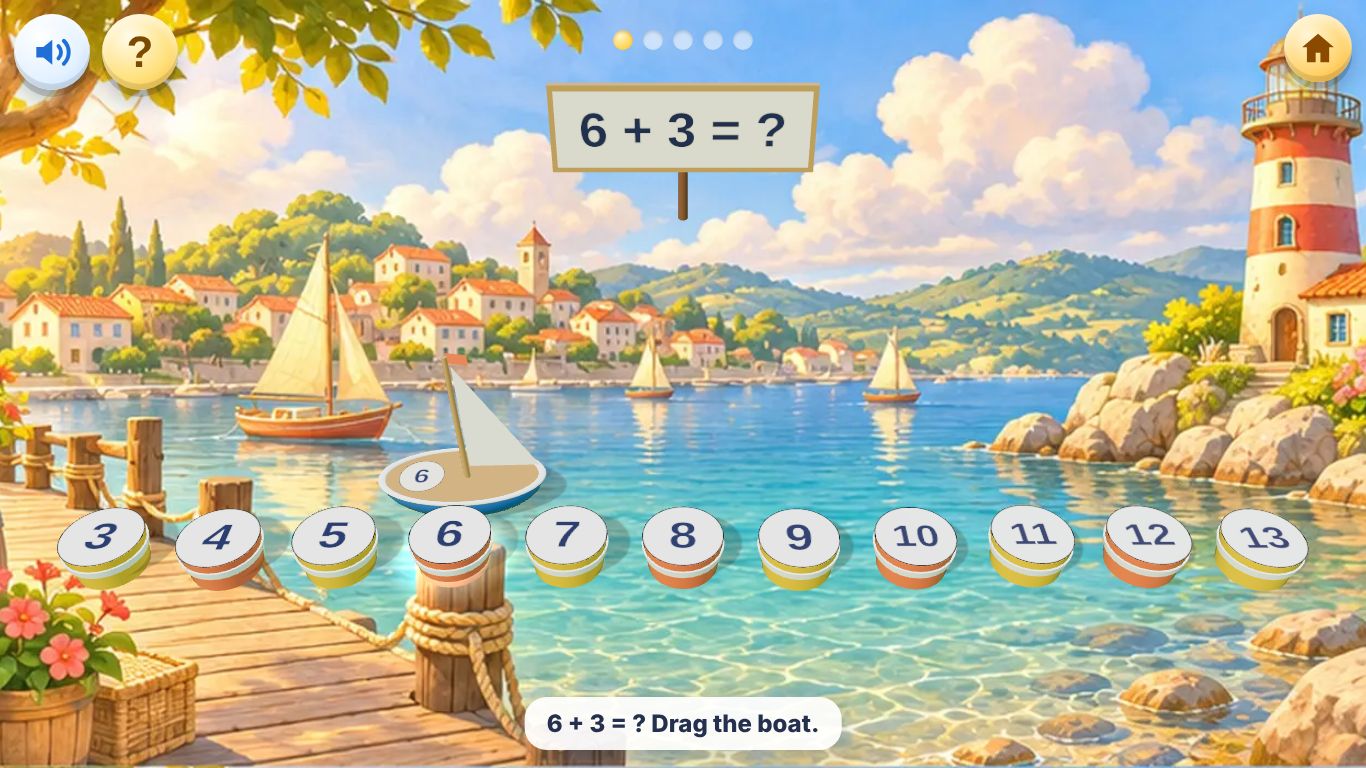 ?
6 + 3 = ?
6
3 4 5 6 7 8 9 10 11 12 13
6 + 3 = ? Drag the boat.